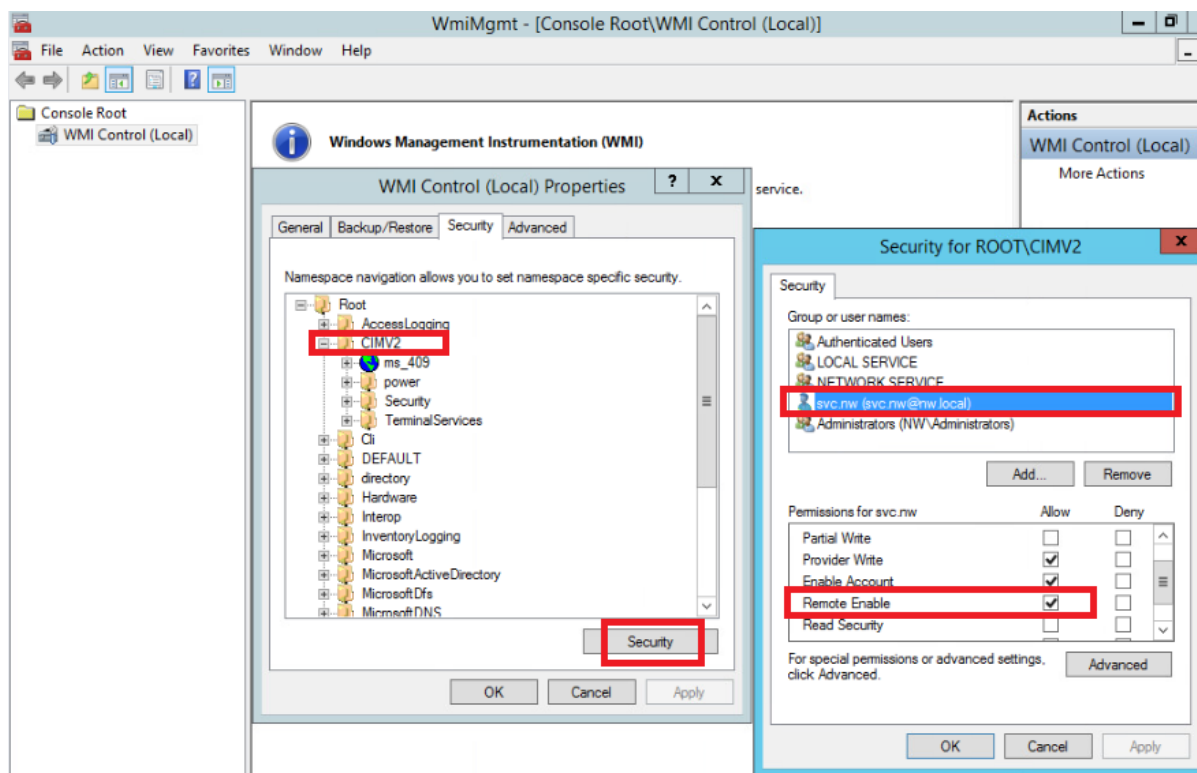 WmiMgmt - [Console Root\WMI Control (Local)]
File Action View Favorites Window Help
Console Root
WMI Control (Local)
Windows Management Instrumentation (WMI)
service.
Actions
WMI Control (Local)
More Actions
WMI Control (Local) Properties
General Backup/Restore Security Advanced
Namespace navigation allows you to set namespace specific security.
Root
AccessLogging
CIMV2
ms_409
power
Security
TerminalServices
Cli
DEFAULT
directory
Hardware
Interop
InventoryLogging
Microsoft
MicrosoftActiveDirectory
MicrosoftDfs
MicrosoftDNS
Security
OK Cancel Apply
Security for ROOT\CIMV2
Security
Group or user names:
Authenticated Users
LOCAL SERVICE
NETWORK SERVICE
svc.nw (svc.nw@nw.local)
Administrators (NW\Administrators)
Add... Remove
Permissions for svc.nw Allow Deny
Partial Write
Provider Write
Enable Account
Remote Enable
Read Security
For special permissions or advanced settings,
click Advanced.
Advanced
OK Cancel Apply